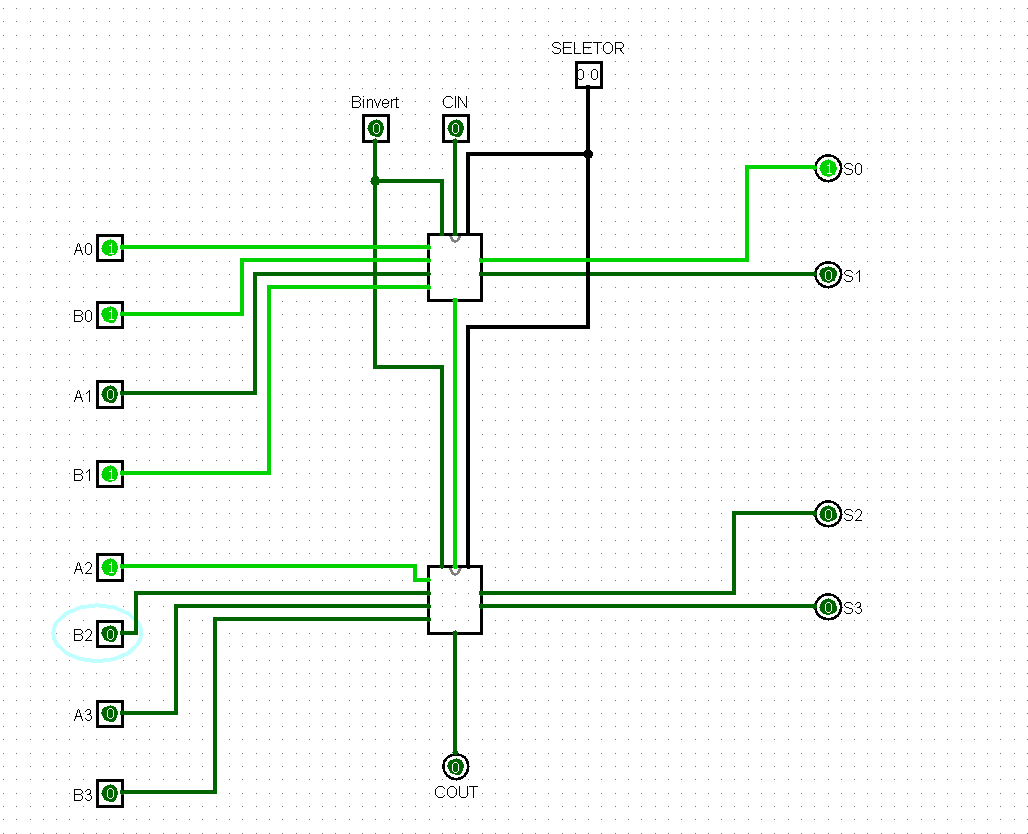 SELETOR
0 0
Binvert
CIN
0
0
1
S0
A0
1
0
S1
B0
1
A1
0
B1
1
0
S2
A2
1
0
S3
B2
0
A3
0
0
COUT
B3
0